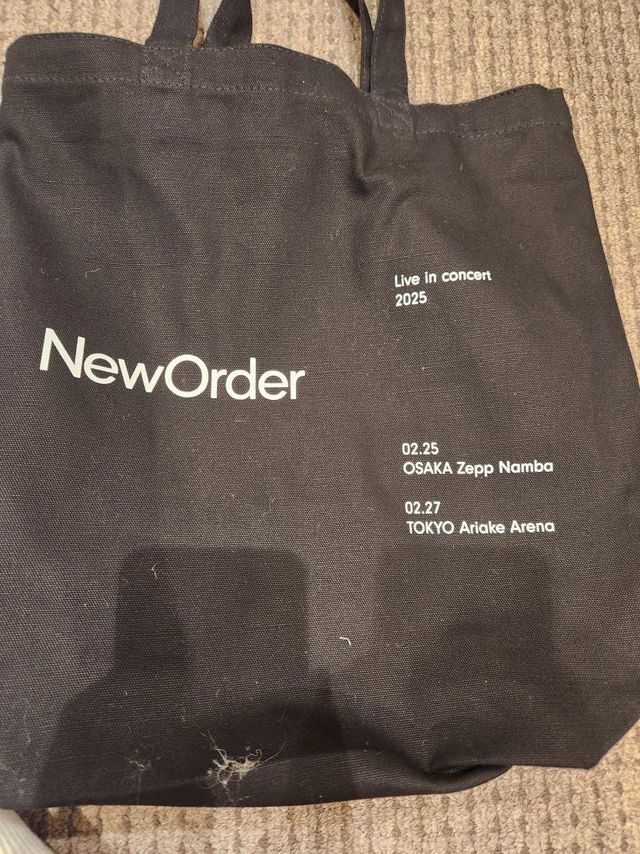 NewOrder
Live in concert
2025
02.25
OSAKA Zepp Namba
02.27
TOKYO Ariake Arena